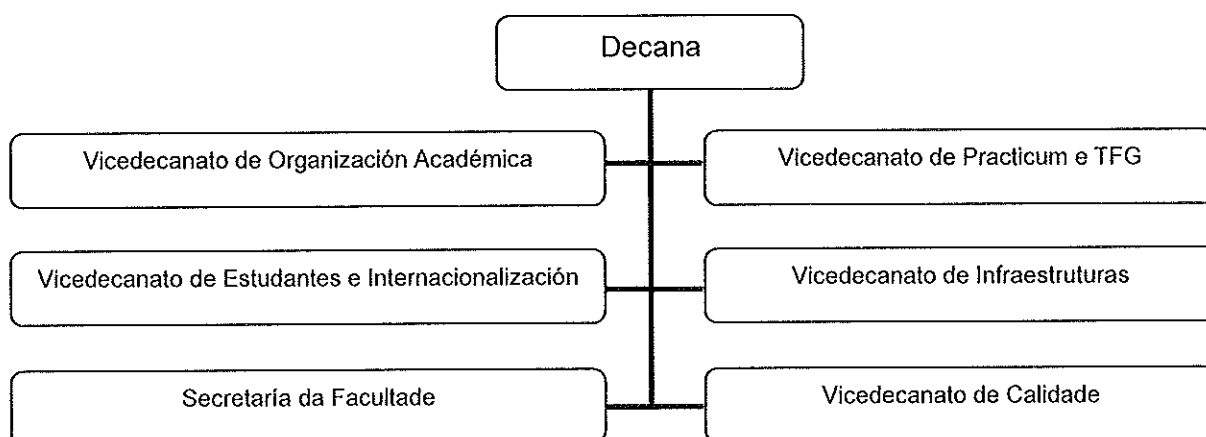 Decana
Vicedecanato de Organización Académica
Vicedecanato de Practicum e TFG
Vicedecanato de Estudantes e Internacionalización
Vicedecanato de Infraestruturas
Secretaría da Facultade
Vicedecanato de Calidade